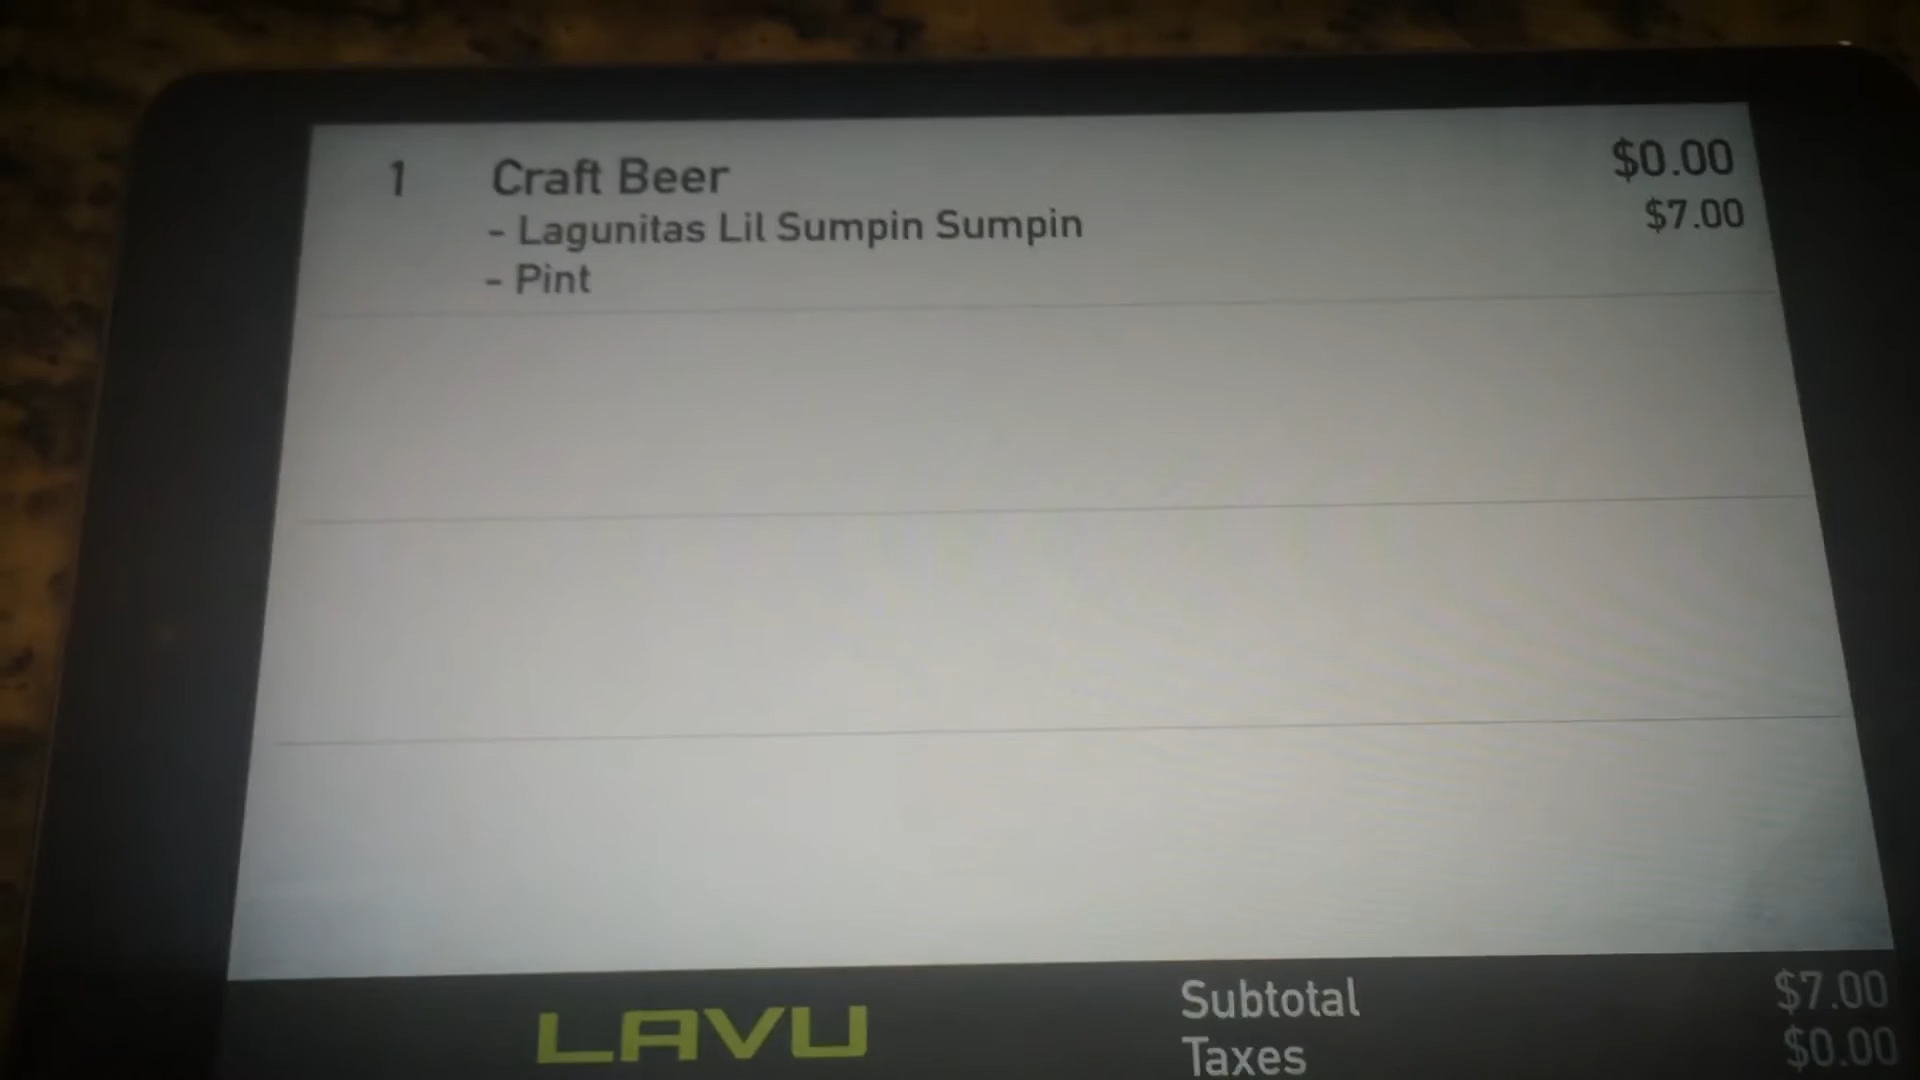 1 Craft Beer $0.00
- Lagunitas Lil Sumpin Sumpin $7.00
- Pint
LAVU
Subtotal $7.00
Taxes $0.00